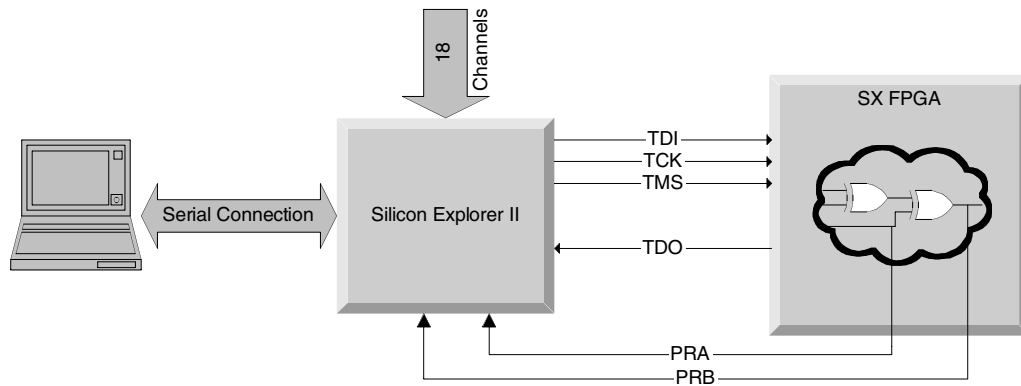 18
Channels
SX FPGA
TDI
TCK
TMS
Serial Connection
Silicon Explorer II
TDO
PRA
PRB